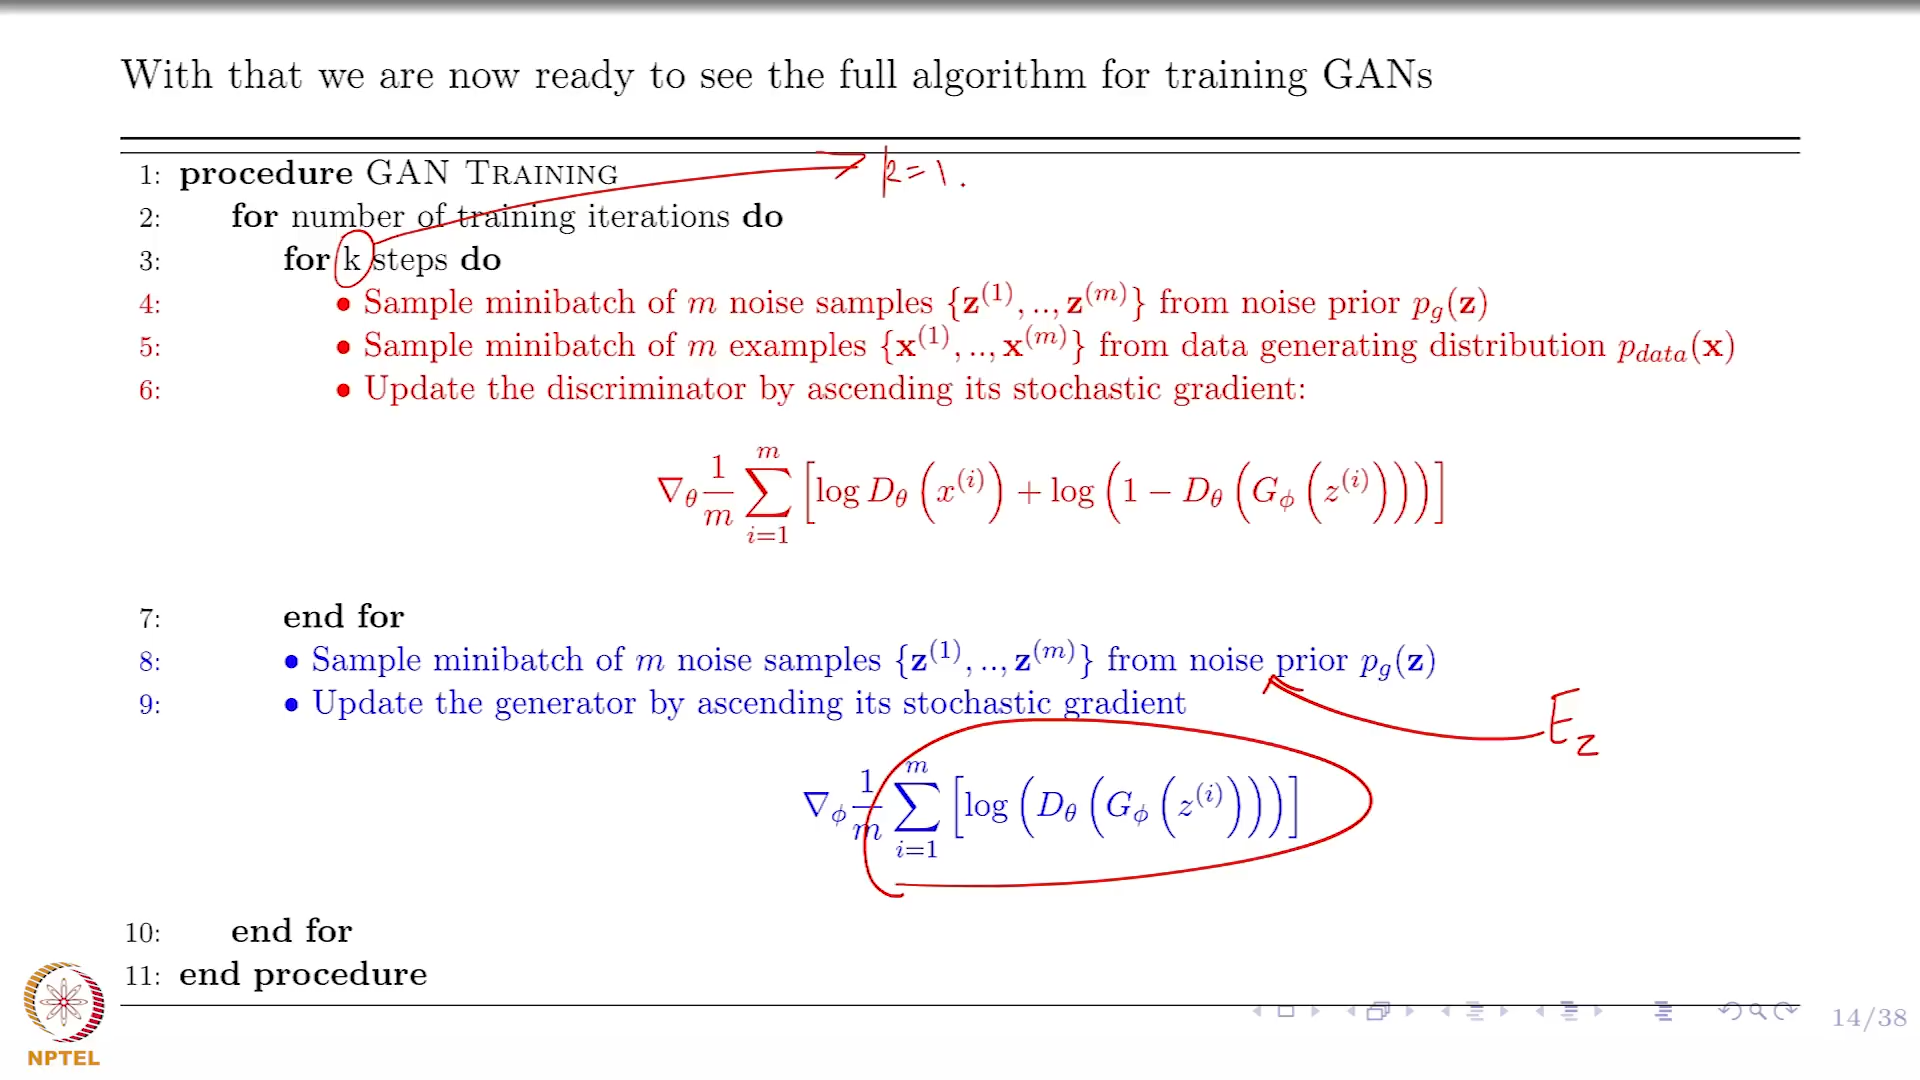 With that we are now ready to see the full algorithm for training GANs
1: procedure GAN TRAINING
k=1.
2: for number of training iterations do
3: for k steps do
4: • Sample minibatch of m noise samples {z^(1), .., z^(m)} from noise prior p_g(z)
5: • Sample minibatch of m examples {x^(1), .., x^(m)} from data generating distribution p_data(x)
6: • Update the discriminator by ascending its stochastic gradient:
∇_θ 1/m ∑_{i=1}^{m} [log D_θ (x^(i)) + log (1 − D_θ (G_ϕ (z^(i))))]
7: end for
8: • Sample minibatch of m noise samples {z^(1), .., z^(m)} from noise prior p_g(z)
9: • Update the generator by ascending its stochastic gradient
E_z
∇_ϕ 1/m ∑_{i=1}^{m} [log (D_θ (G_ϕ (z^(i))))]
10: end for
11: end procedure
NPTEL
14/38